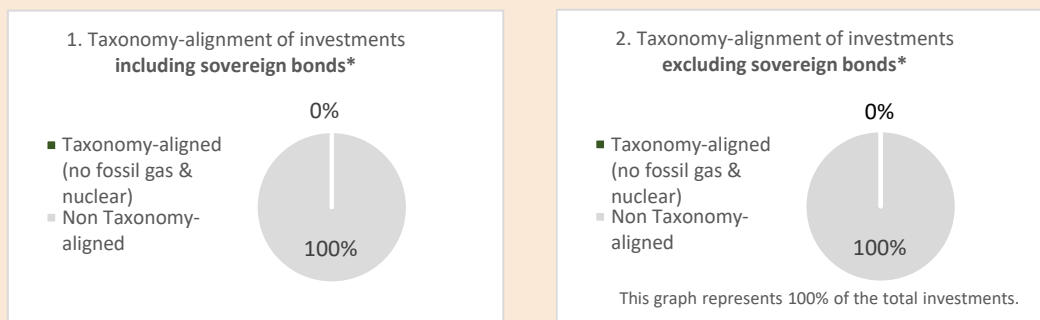 1. Taxonomy-alignment of investments
including sovereign bonds*
0%
Taxonomy-aligned
(no fossil gas &
nuclear)
Non Taxonomy-
aligned
100%
2. Taxonomy-alignment of investments
excluding sovereign bonds*
0%
Taxonomy-aligned
(no fossil gas &
nuclear)
Non Taxonomy-
aligned
100%
This graph represents 100% of the total investments.